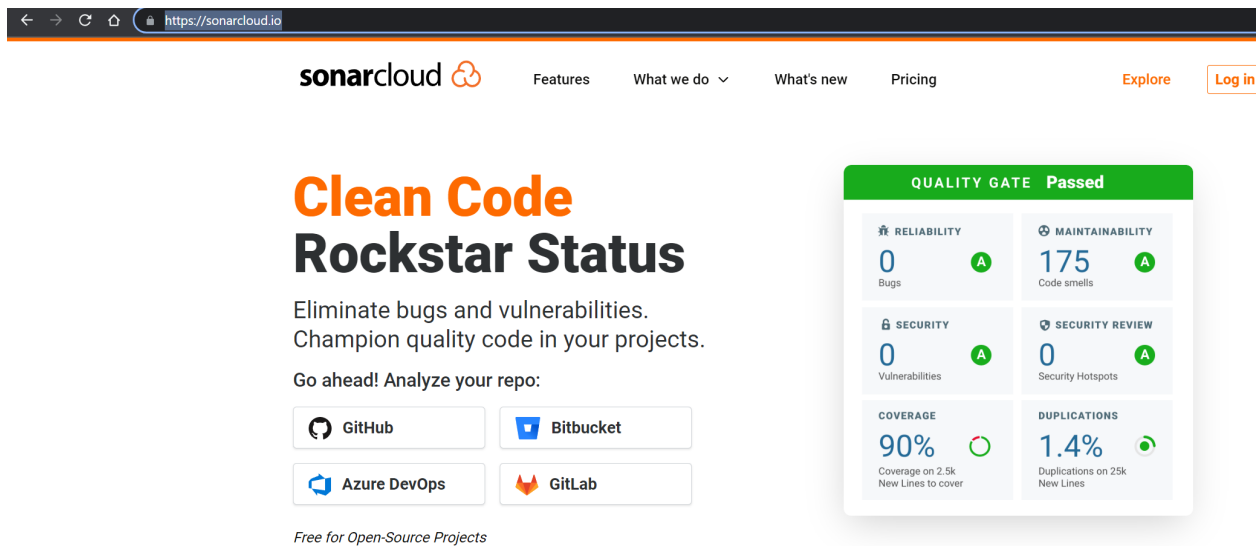 https://sonarcloud.io
sonarcloud
Features
What we do
What's new
Pricing
Explore
Log in
Clean Code
Rockstar Status
Eliminate bugs and vulnerabilities.
Champion quality code in your projects.
Go ahead! Analyze your repo:
GitHub
Bitbucket
Azure DevOps
GitLab
Free for Open-Source Projects
QUALITY GATE Passed
RELIABILITY
0
A
Bugs
MAINTAINABILITY
175
A
Code smells
SECURITY
0
A
Vulnerabilities
SECURITY REVIEW
0
A
Security Hotspots
COVERAGE
90%
Coverage on 2.5k
New Lines to cover
DUPLICATIONS
1.4%
Duplications on 25k
New Lines